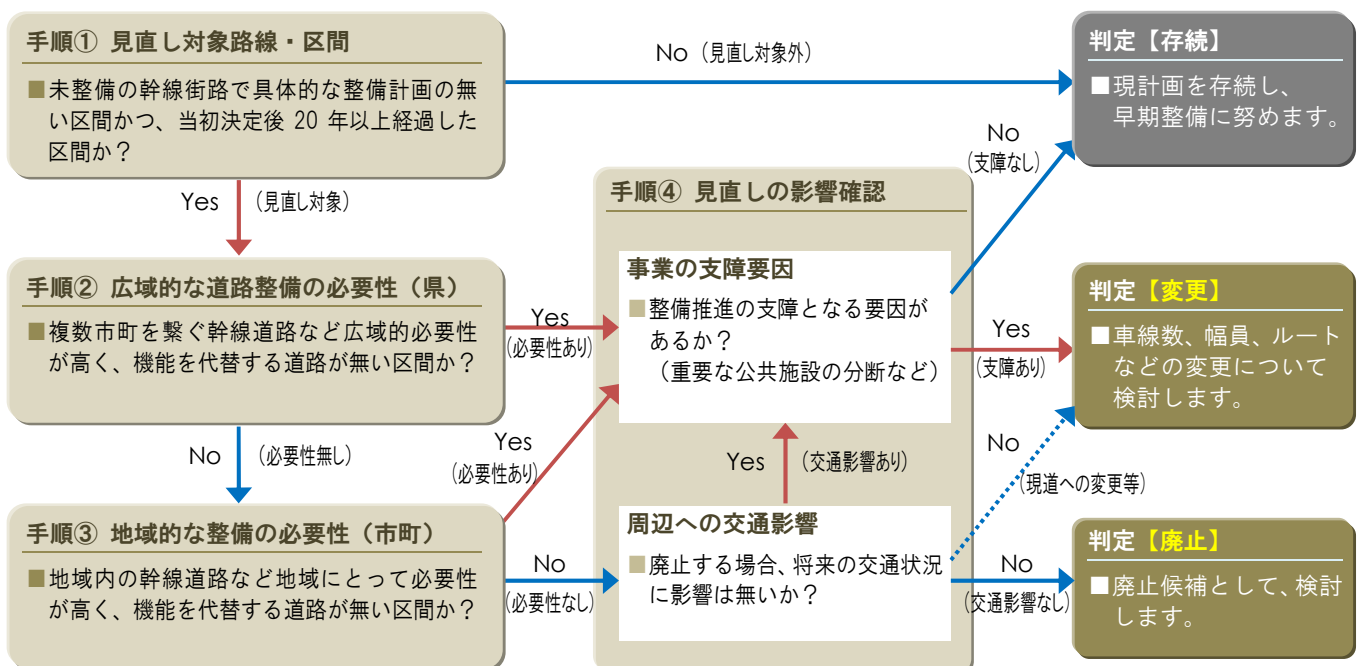 手順① 見直し対象路線・区間
■未整備の幹線街路で具体的な整備計画の無
い区間かつ、当初決定後 20 年以上経過した
区間か？
No（見直し対象外）
判定【存続】
■現計画を存続し、
早期整備に努めます。
Yes （見直し対象）
No
（支障なし）
手順② 広域的な道路整備の必要性（県）
■複数市町を繋ぐ幹線道路など広域的必要性
が高く、機能を代替する道路が無い区間か？
Yes
（必要性あり）
手順④ 見直しの影響確認
事業の支障要因
■整備推進の支障となる要因が
あるか？
（重要な公共施設の分断など）
Yes
（支障あり）
判定【変更】
■車線数、幅員、ルート
などの変更について
検討します。
No （必要性無し）
Yes
（必要性あり）
Yes （交通影響あり）
No
（現道への変更等）
手順③ 地域的な整備の必要性（市町）
■地域内の幹線道路など地域にとって必要性
が高く、機能を代替する道路が無い区間か？
No
（必要性なし）
周辺への交通影響
■廃止する場合、将来の交通状況
に影響は無いか？
No
（交通影響なし）
判定【廃止】
■廃止候補として、検討
します。